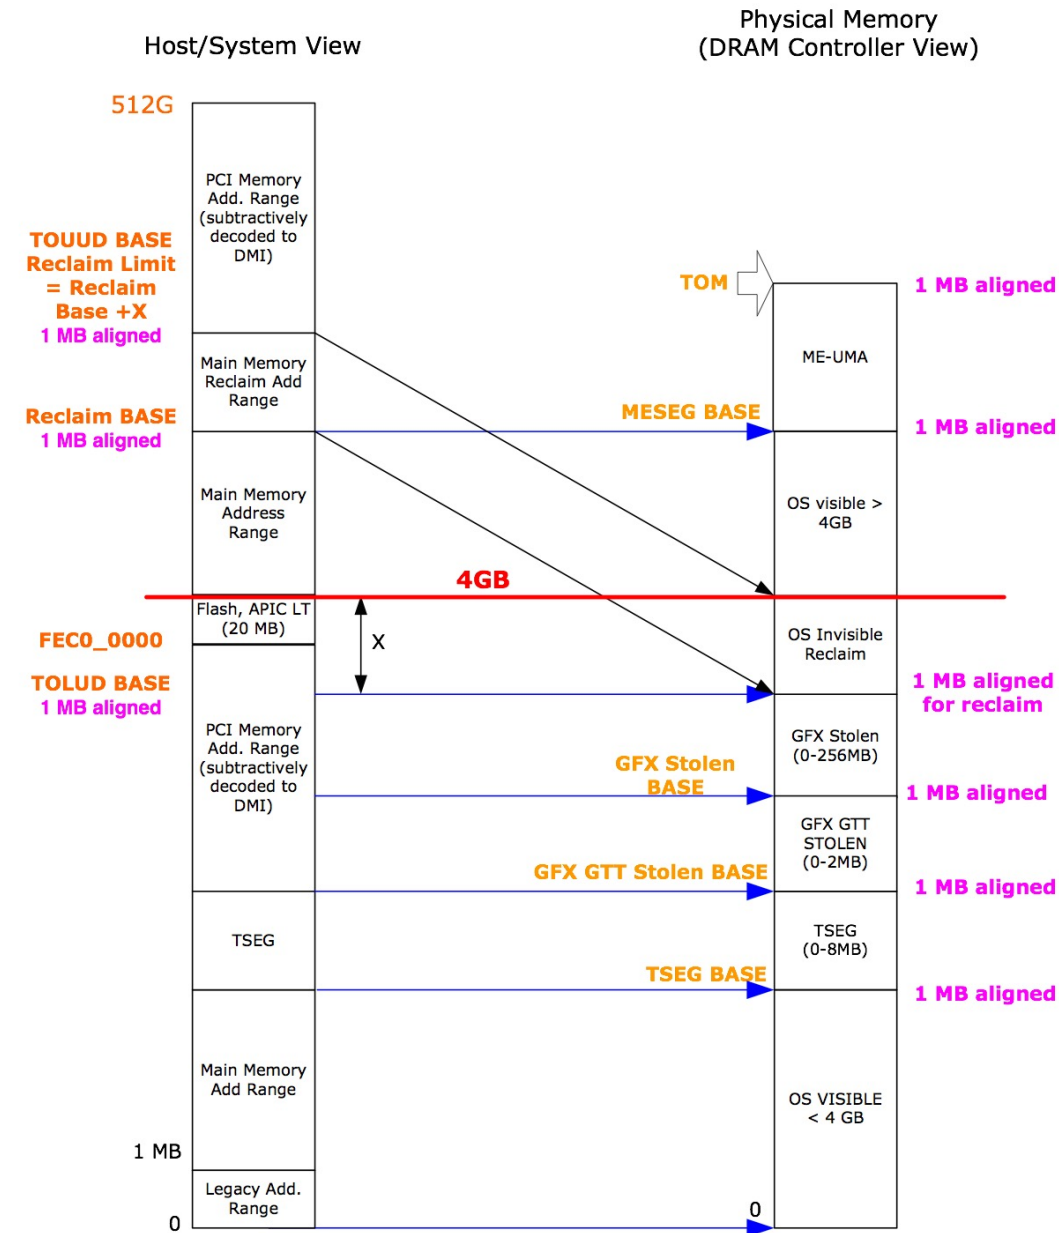 Host/System View
Physical Memory
(DRAM Controller View)
512G
PCI Memory
Add. Range
(subtractively
decoded to
DMI)
TOUUD BASE
Reclaim Limit
= Reclaim
Base +X
1 MB aligned
TOM
1 MB aligned
ME-UMA
Main Memory
Reclaim Add
Range
Reclaim BASE
1 MB aligned
MESEG BASE
1 MB aligned
Main Memory
Address
Range
OS visible >
4GB
4GB
Flash, APIC LT
(20 MB)
X
FEC0_0000
OS Invisible
Reclaim
TOLUD BASE
1 MB aligned
1 MB aligned
for reclaim
PCI Memory
Add. Range
(subtractively
decoded to
DMI)
GFX Stolen
(0-256MB)
GFX Stolen
BASE
1 MB aligned
GFX GTT
STOLEN
(0-2MB)
GFX GTT Stolen BASE
1 MB aligned
TSEG
TSEG
(0-8MB)
TSEG BASE
1 MB aligned
Main Memory
Add Range
OS VISIBLE
< 4 GB
1 MB
Legacy Add.
Range
0
0